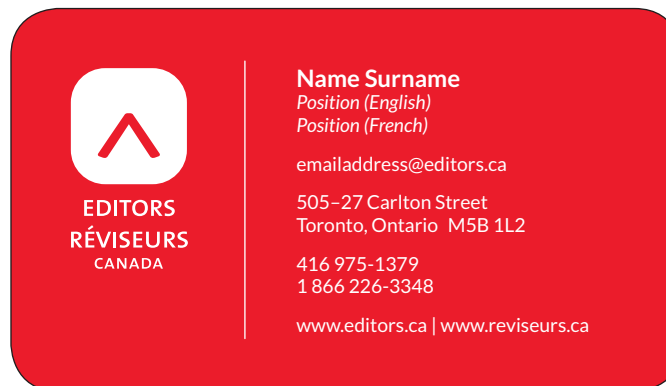 EDITORS
RÉVISEURS
CANADA
Name Surname
Position (English)
Position (French)
emailaddress@editors.ca
505–27 Carlton Street
Toronto, Ontario  M5B 1L2
416 975-1379
1 866 226-3348
www.editors.ca | www.reviseurs.ca